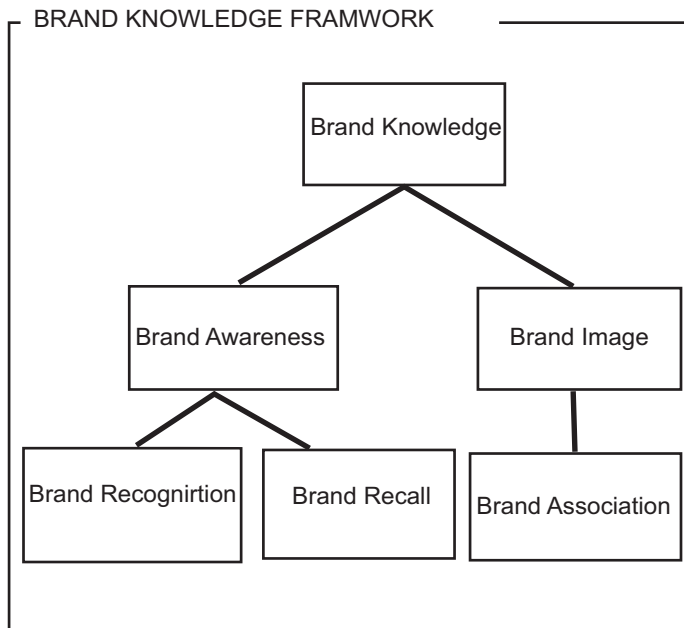 BRAND KNOWLEDGE FRAMWORK
Brand Knowledge
Brand Awareness
Brand Image
Brand Recognirtion
Brand Recall
Brand Association